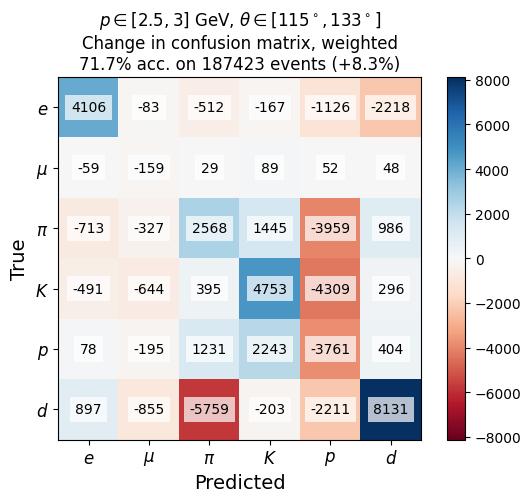 p ∈ [2.5, 3] GeV, θ ∈ [115°, 133°]
Change in confusion matrix, weighted
71.7% acc. on 187423 events (+8.3%)
True
e 4106 -83 -512 -167 -1126 -2218
μ -59 -159 29 89 52 48
π -713 -327 2568 1445 -3959 986
K -491 -644 395 4753 -4309 296
p 78 -195 1231 2243 -3761 404
d 897 -855 -5759 -203 -2211 8131
e μ π K p d
Predicted
8000
6000
4000
2000
0
−2000
−4000
−6000
−8000